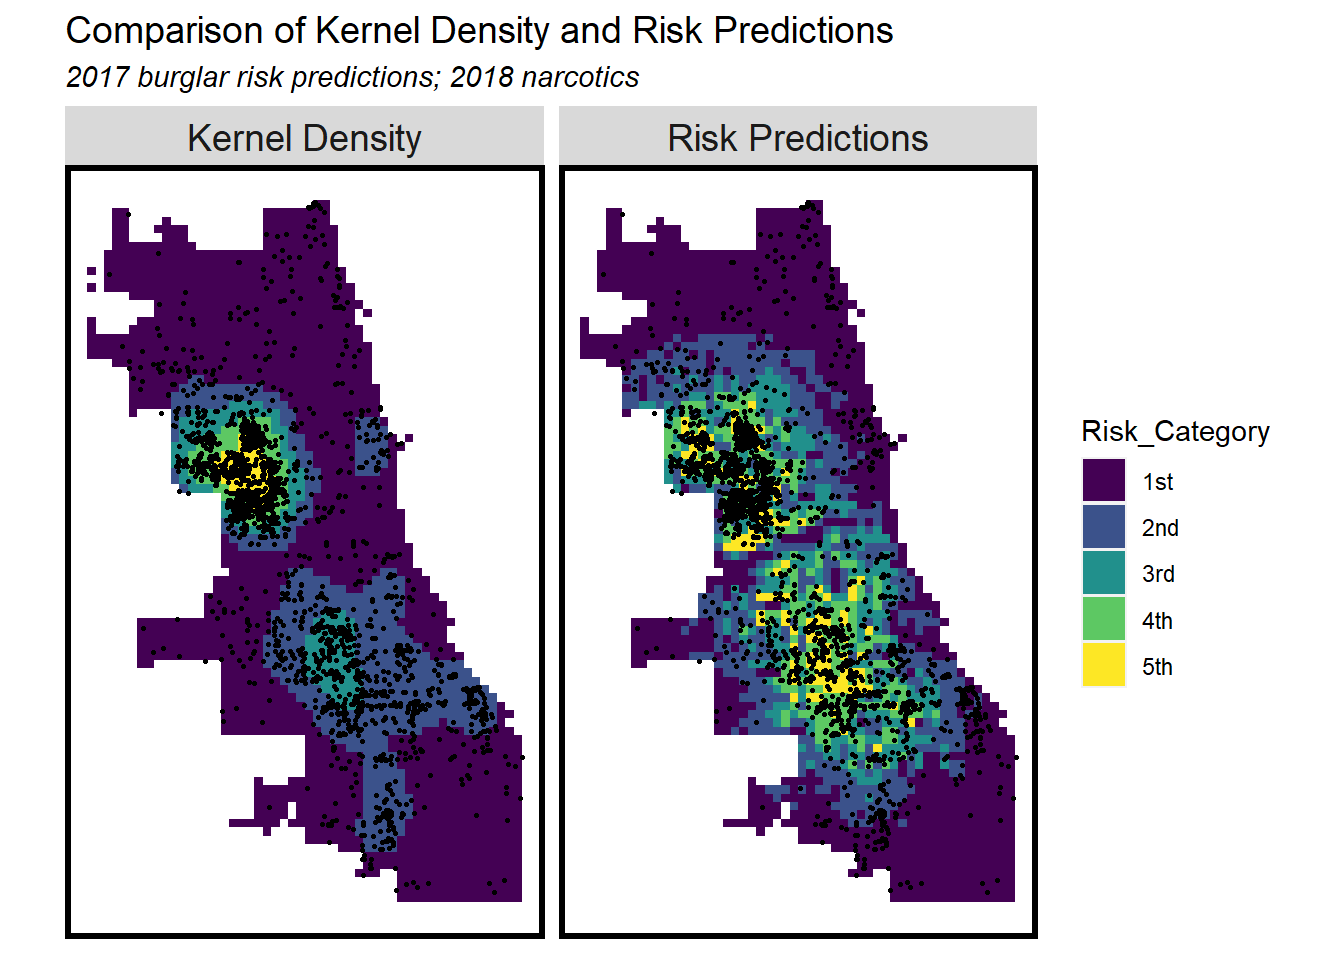 Comparison of Kernel Density and Risk Predictions
2017 burglar risk predictions; 2018 narcotics
Kernel Density
Risk Predictions
Risk_Category
1st
2nd
3rd
4th
5th